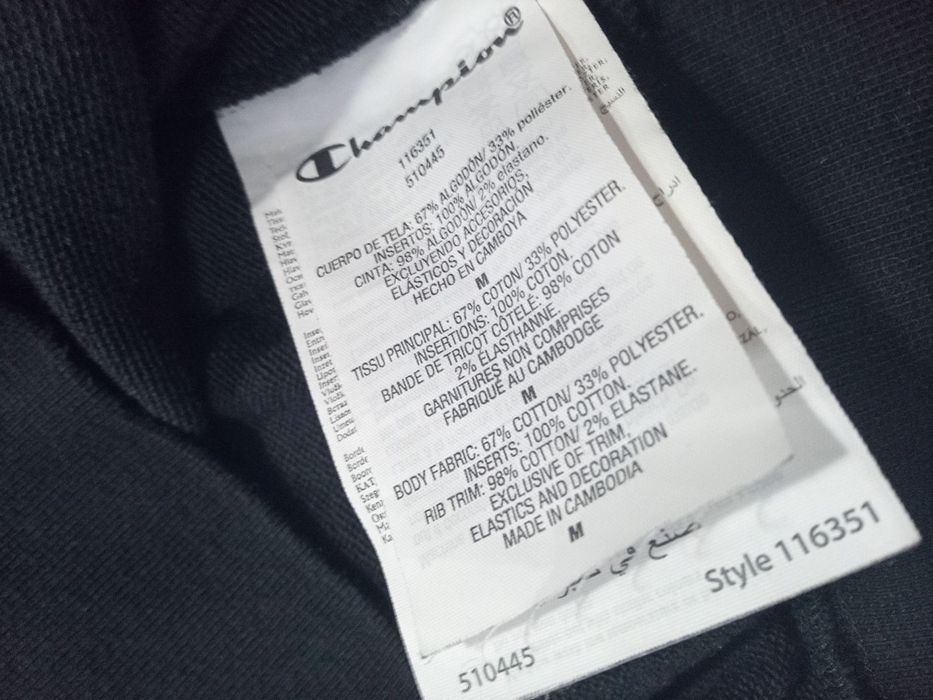 Champion®
116351
510445
CUERPO DE TELA: 67% ALGODÓN/ 33% poliéster.
INSERTOS: 100% ALGODÓN.
CINTA: 98% ALGODÓN/ 2% elastano.
EXCLUYENDO ACCESORIOS,
ELÁSTICOS Y DECORACIÓN
HECHO EN CAMBOYA
M
TISSU PRINCIPAL: 67% COTON/ 33% POLYESTER.
INSERTIONS: 100% COTON.
BANDE DE TRICOT CÔTELÉ: 98% COTON
2% ÉLASTHANNE.
GARNITURES NON COMPRISES
FABRIQUÉ AU CAMBODGE
M
BODY FABRIC: 67% COTTON/ 33% POLYESTER.
INSERTS: 100% COTTON.
RIB TRIM: 98% COTTON/ 2% ELASTANE.
EXCLUSIVE OF TRIM,
ELASTICS AND DECORATION
MADE IN CAMBODIA
M
صنع في
Style 116351
510445